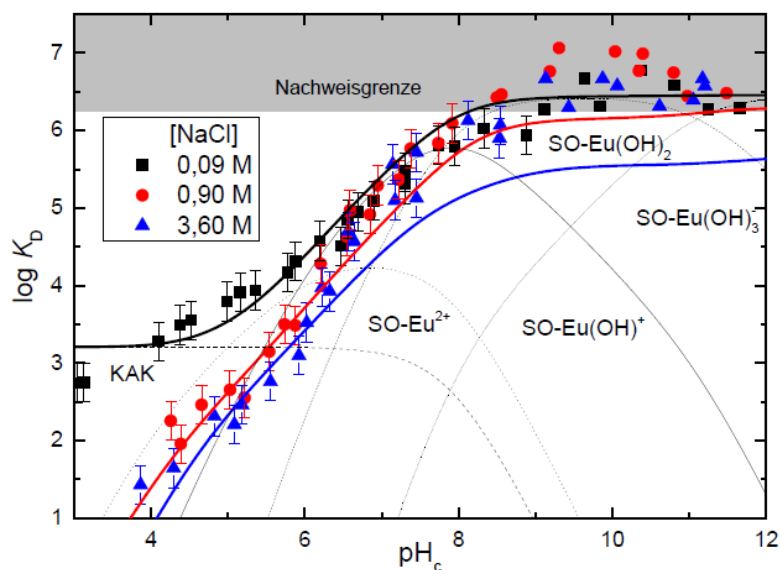 7
6
5
4
3
2
1
log K_D
Nachweisgrenze
[NaCl]
0,09 M
0,90 M
3,60 M
SO-Eu(OH)₂
SO-Eu(OH)₃⁻
SO-Eu²⁺
SO-Eu(OH)⁺
KAK
4 6 8 10 12
pH_c